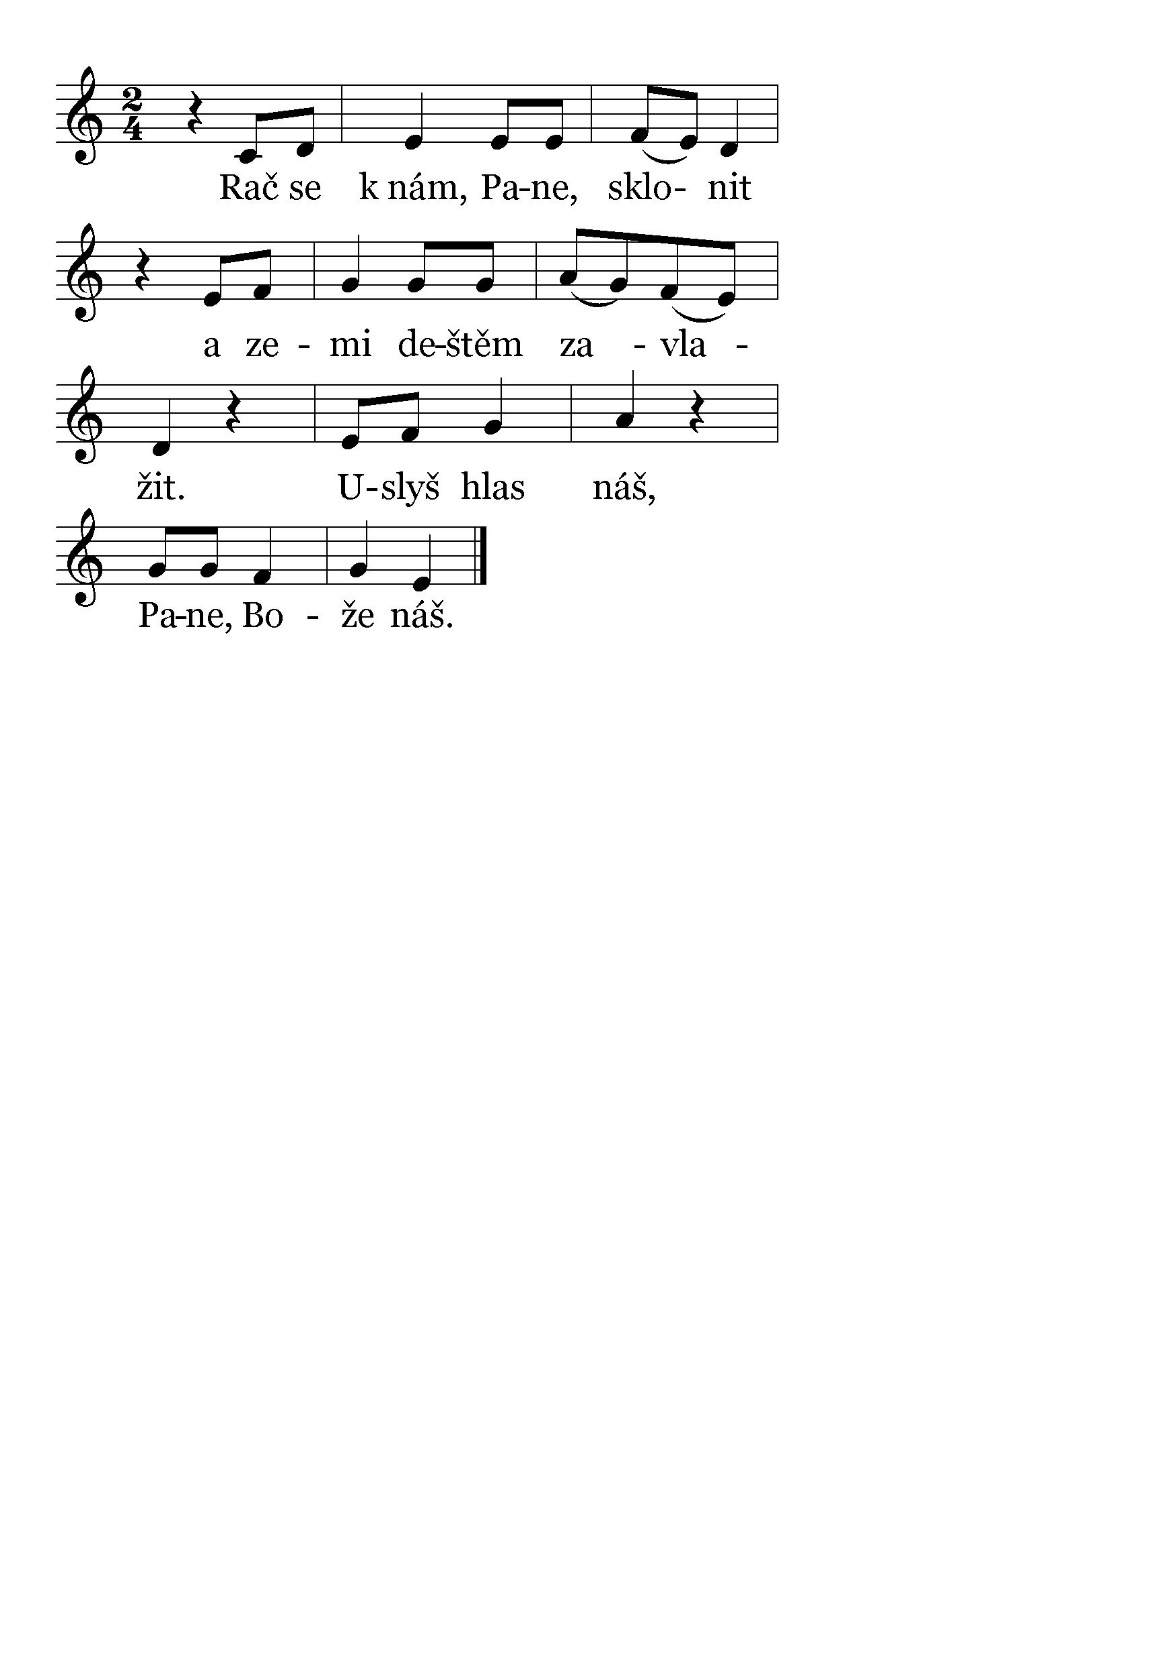 Rač se k nám, Pa-ne, sklo- nit
a ze - mi de-štěm za - vla -
žit. U-slyš hlas náš,
Pa-ne, Bo - že náš.